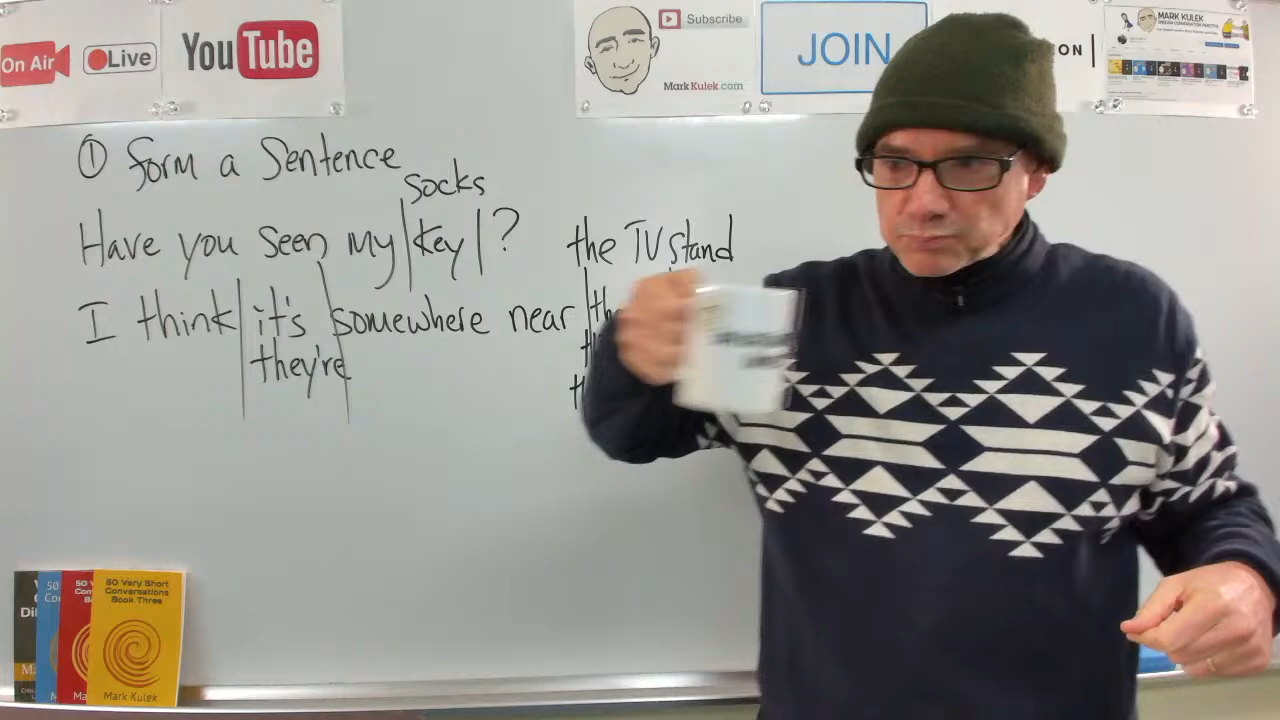 On Air
Live
YouTube
Subscribe
MarkKulek.com
JOIN
ON |
MARK KULEK
① Form a Sentence
socks
Have you seen my | key | ?
the TV stand
I think | it's | somewhere near
they're
50 Very Short
Conversations
Book Three
Mark Kulek